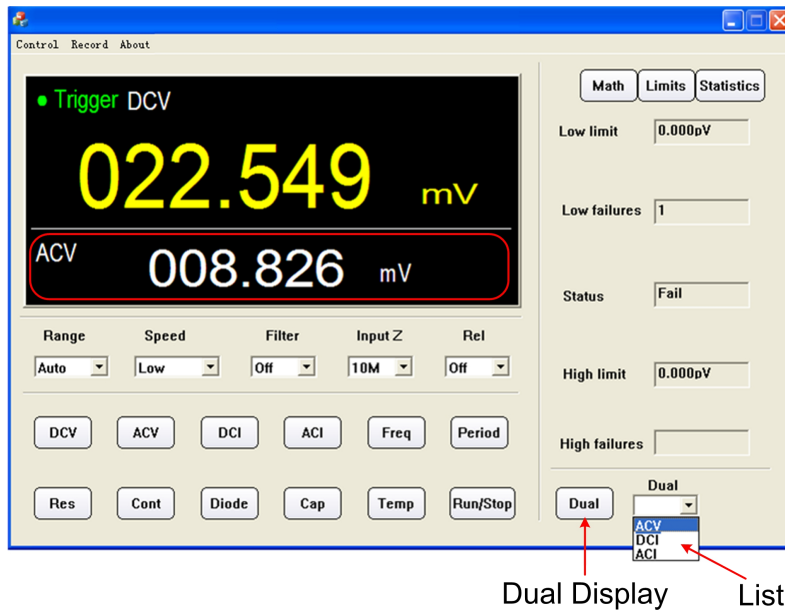 Control Record About
Trigger DCV
022.549 mV
ACV
008.826 mV
Range Speed Filter Input Z Rel
Auto Low Off 10M Off
DCV ACV DCI ACI Freq Period
Res Cont Diode Cap Temp Run/Stop
Math Limits Statistics
Low limit 0.000pV
Low failures 1
Status Fail
High limit 0.000pV
High failures
Dual
Dual
ACV
DCI
ACI
Dual Display List